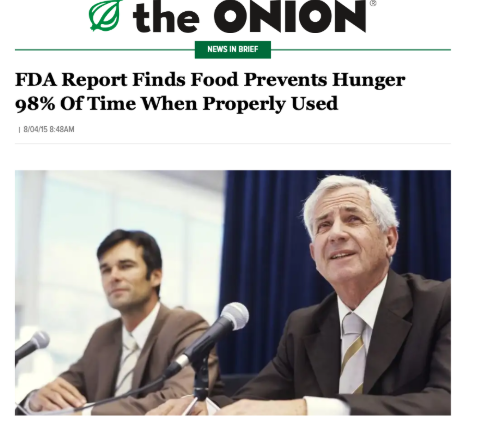 the ONION®
NEWS IN BRIEF
FDA Report Finds Food Prevents Hunger
98% Of Time When Properly Used
| 8/04/15 8:48AM